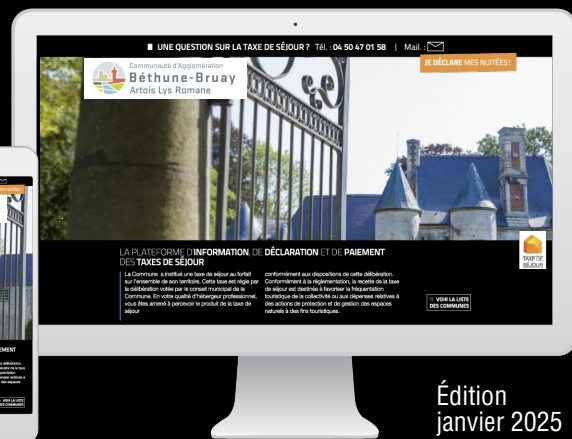 UNE QUESTION SUR LA TAXE DE SÉJOUR ? Tél. : 04 50 47 01 58 | Mail. :
JE DÉCLARE MES NUITÉES !
Communauté d'Agglomération
Béthune-Bruay
Artois Lys Romane
LA PLATEFORME D'INFORMATION, DE DÉCLARATION ET DE PAIEMENT
DES TAXES DE SÉJOUR
La Commune a institué une taxe de séjour au forfait
sur l'ensemble de son territoire. Cette taxe est régie par
la délibération votée par le conseil municipal de la
Commune. En votre qualité d'hébergeur professionnel,
vous êtes amené à percevoir le produit de la taxe de
séjour
conformément aux dispositions de cette délibération.
Conformément à la réglementation, la recette de la taxe
de séjour est destinée à favoriser la fréquentation
touristique de la collectivité ou aux dépenses relatives à
des actions de protection et de gestion des espaces
naturels à des fins touristiques.
TAXE DE
SÉJOUR
VOIR LA LISTE
DES COMMUNES
EMENT
VOIR LA LISTE
DES COMMUNES
Édition
janvier 2025